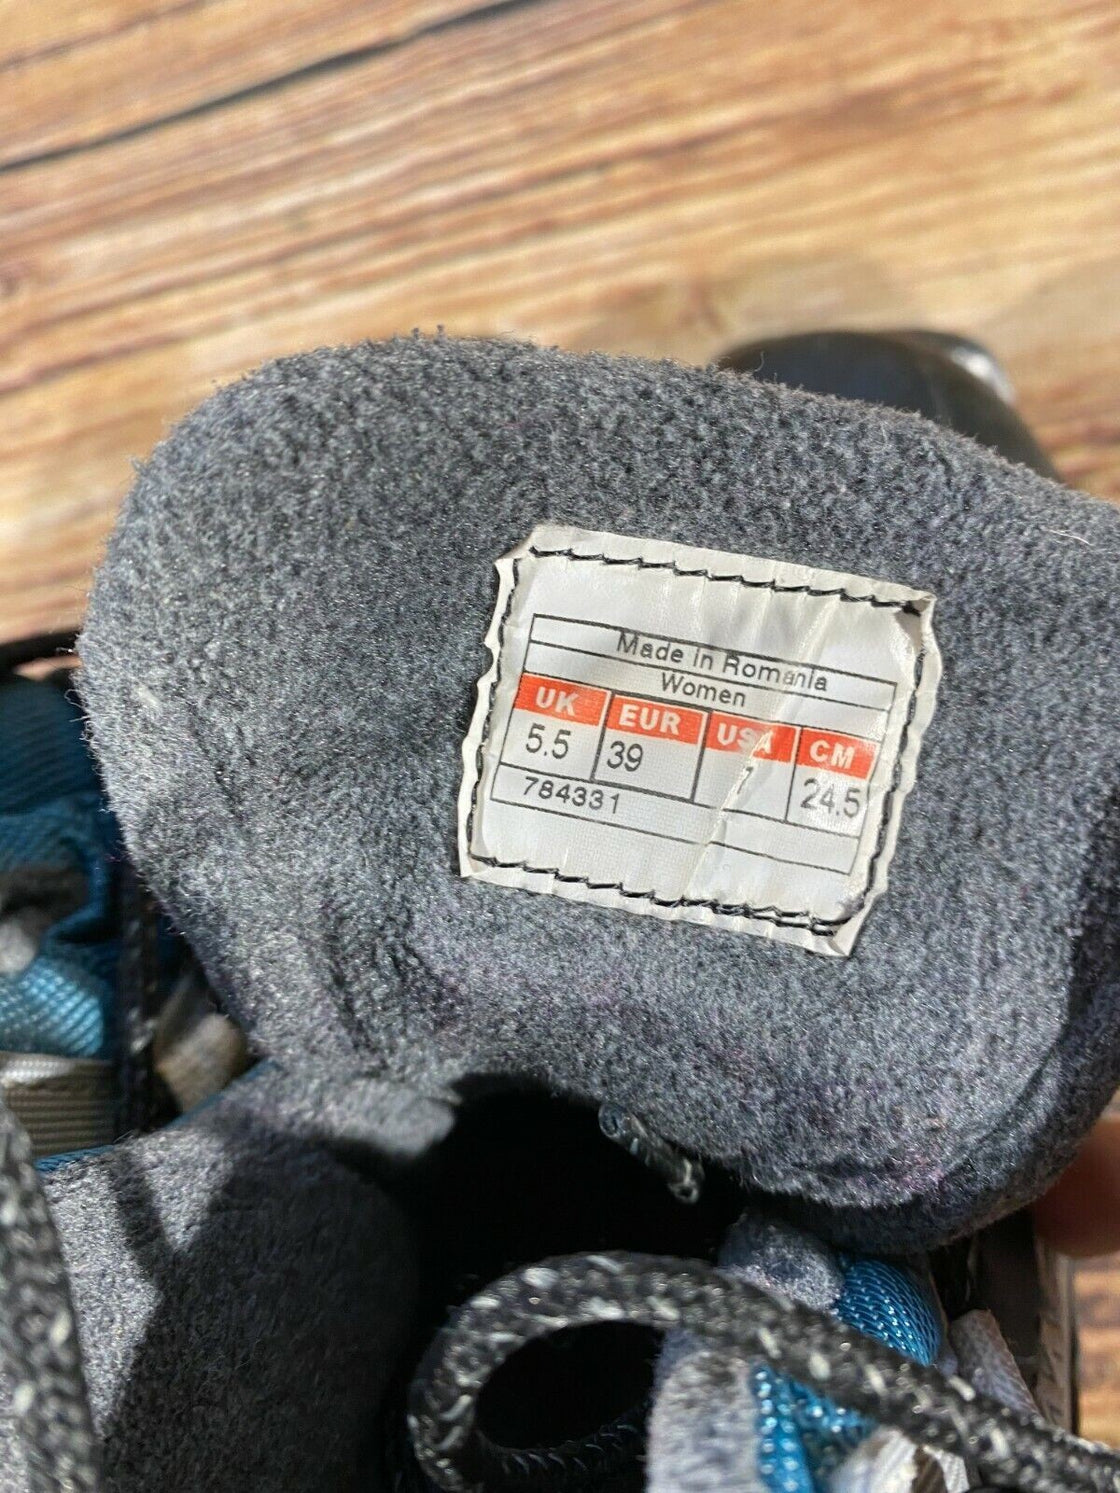 Made in Romania
Women
UK EUR USA CM
5.5 39 7 24.5
784331